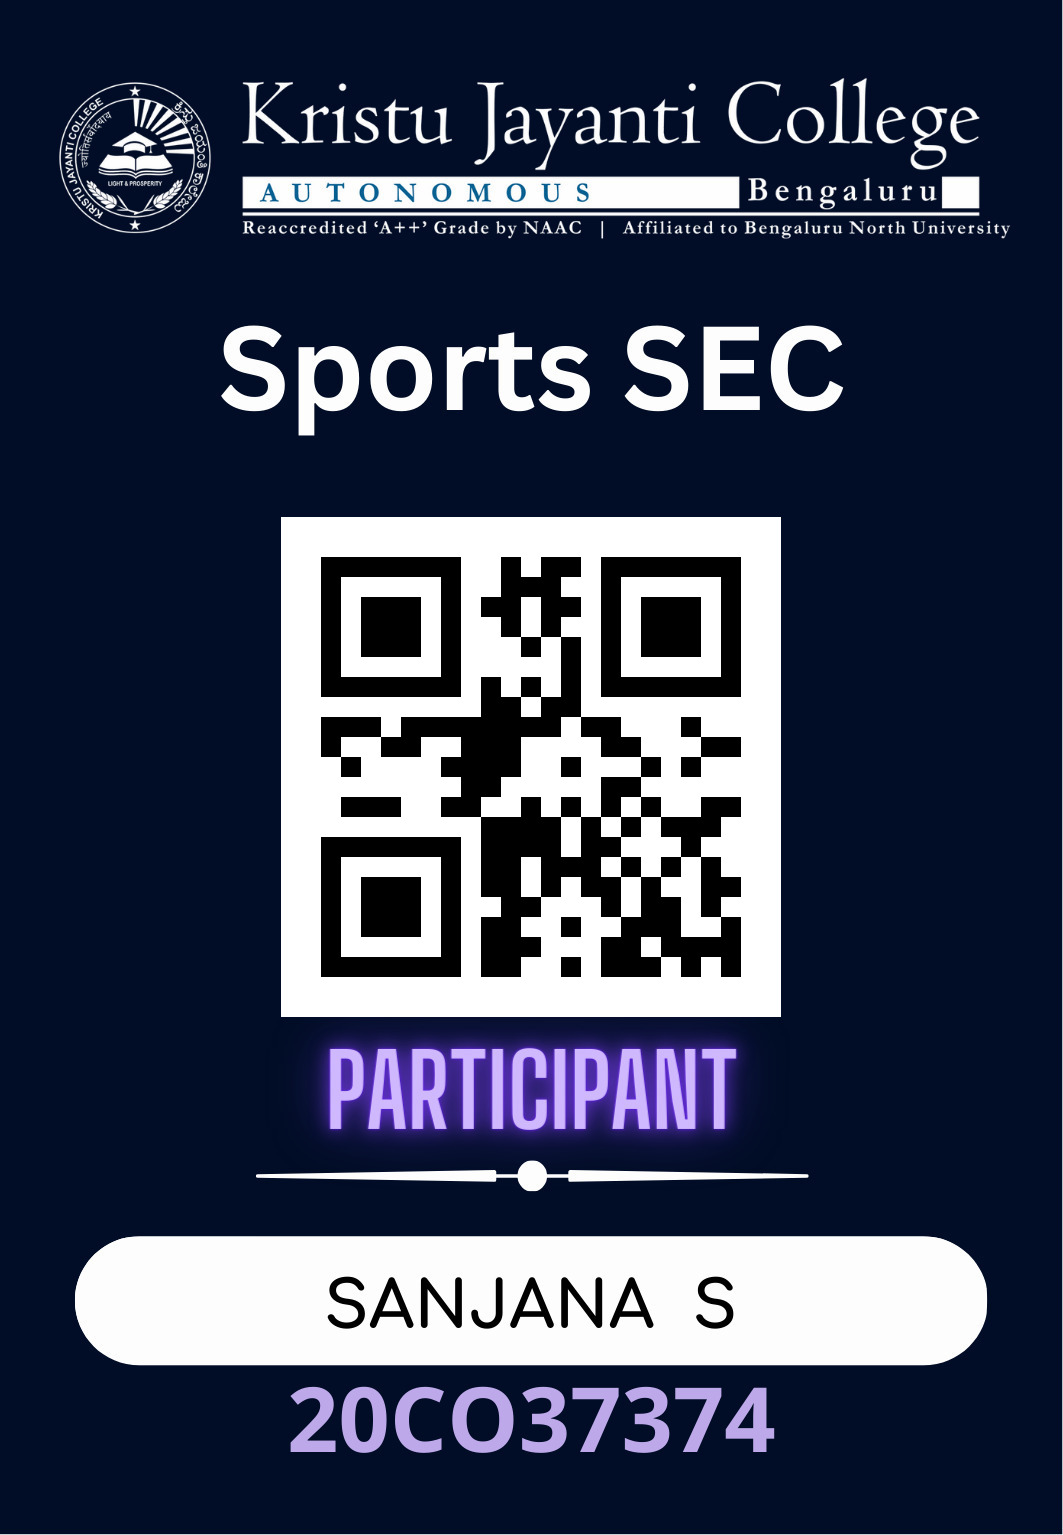 KRISTU JAYANTI COLLEGE
ಕ್ರಿಸ್ತು ಜಯಂತಿ ಕಾಲೇಜು
LIGHT & PROSPERITY
Kristu Jayanti College
AUTONOMOUS Bengaluru
Reaccredited ‘A++’ Grade by NAAC | Affiliated to Bengaluru North University
Sports SEC
PARTICIPANT
SANJANA S
20CO37374